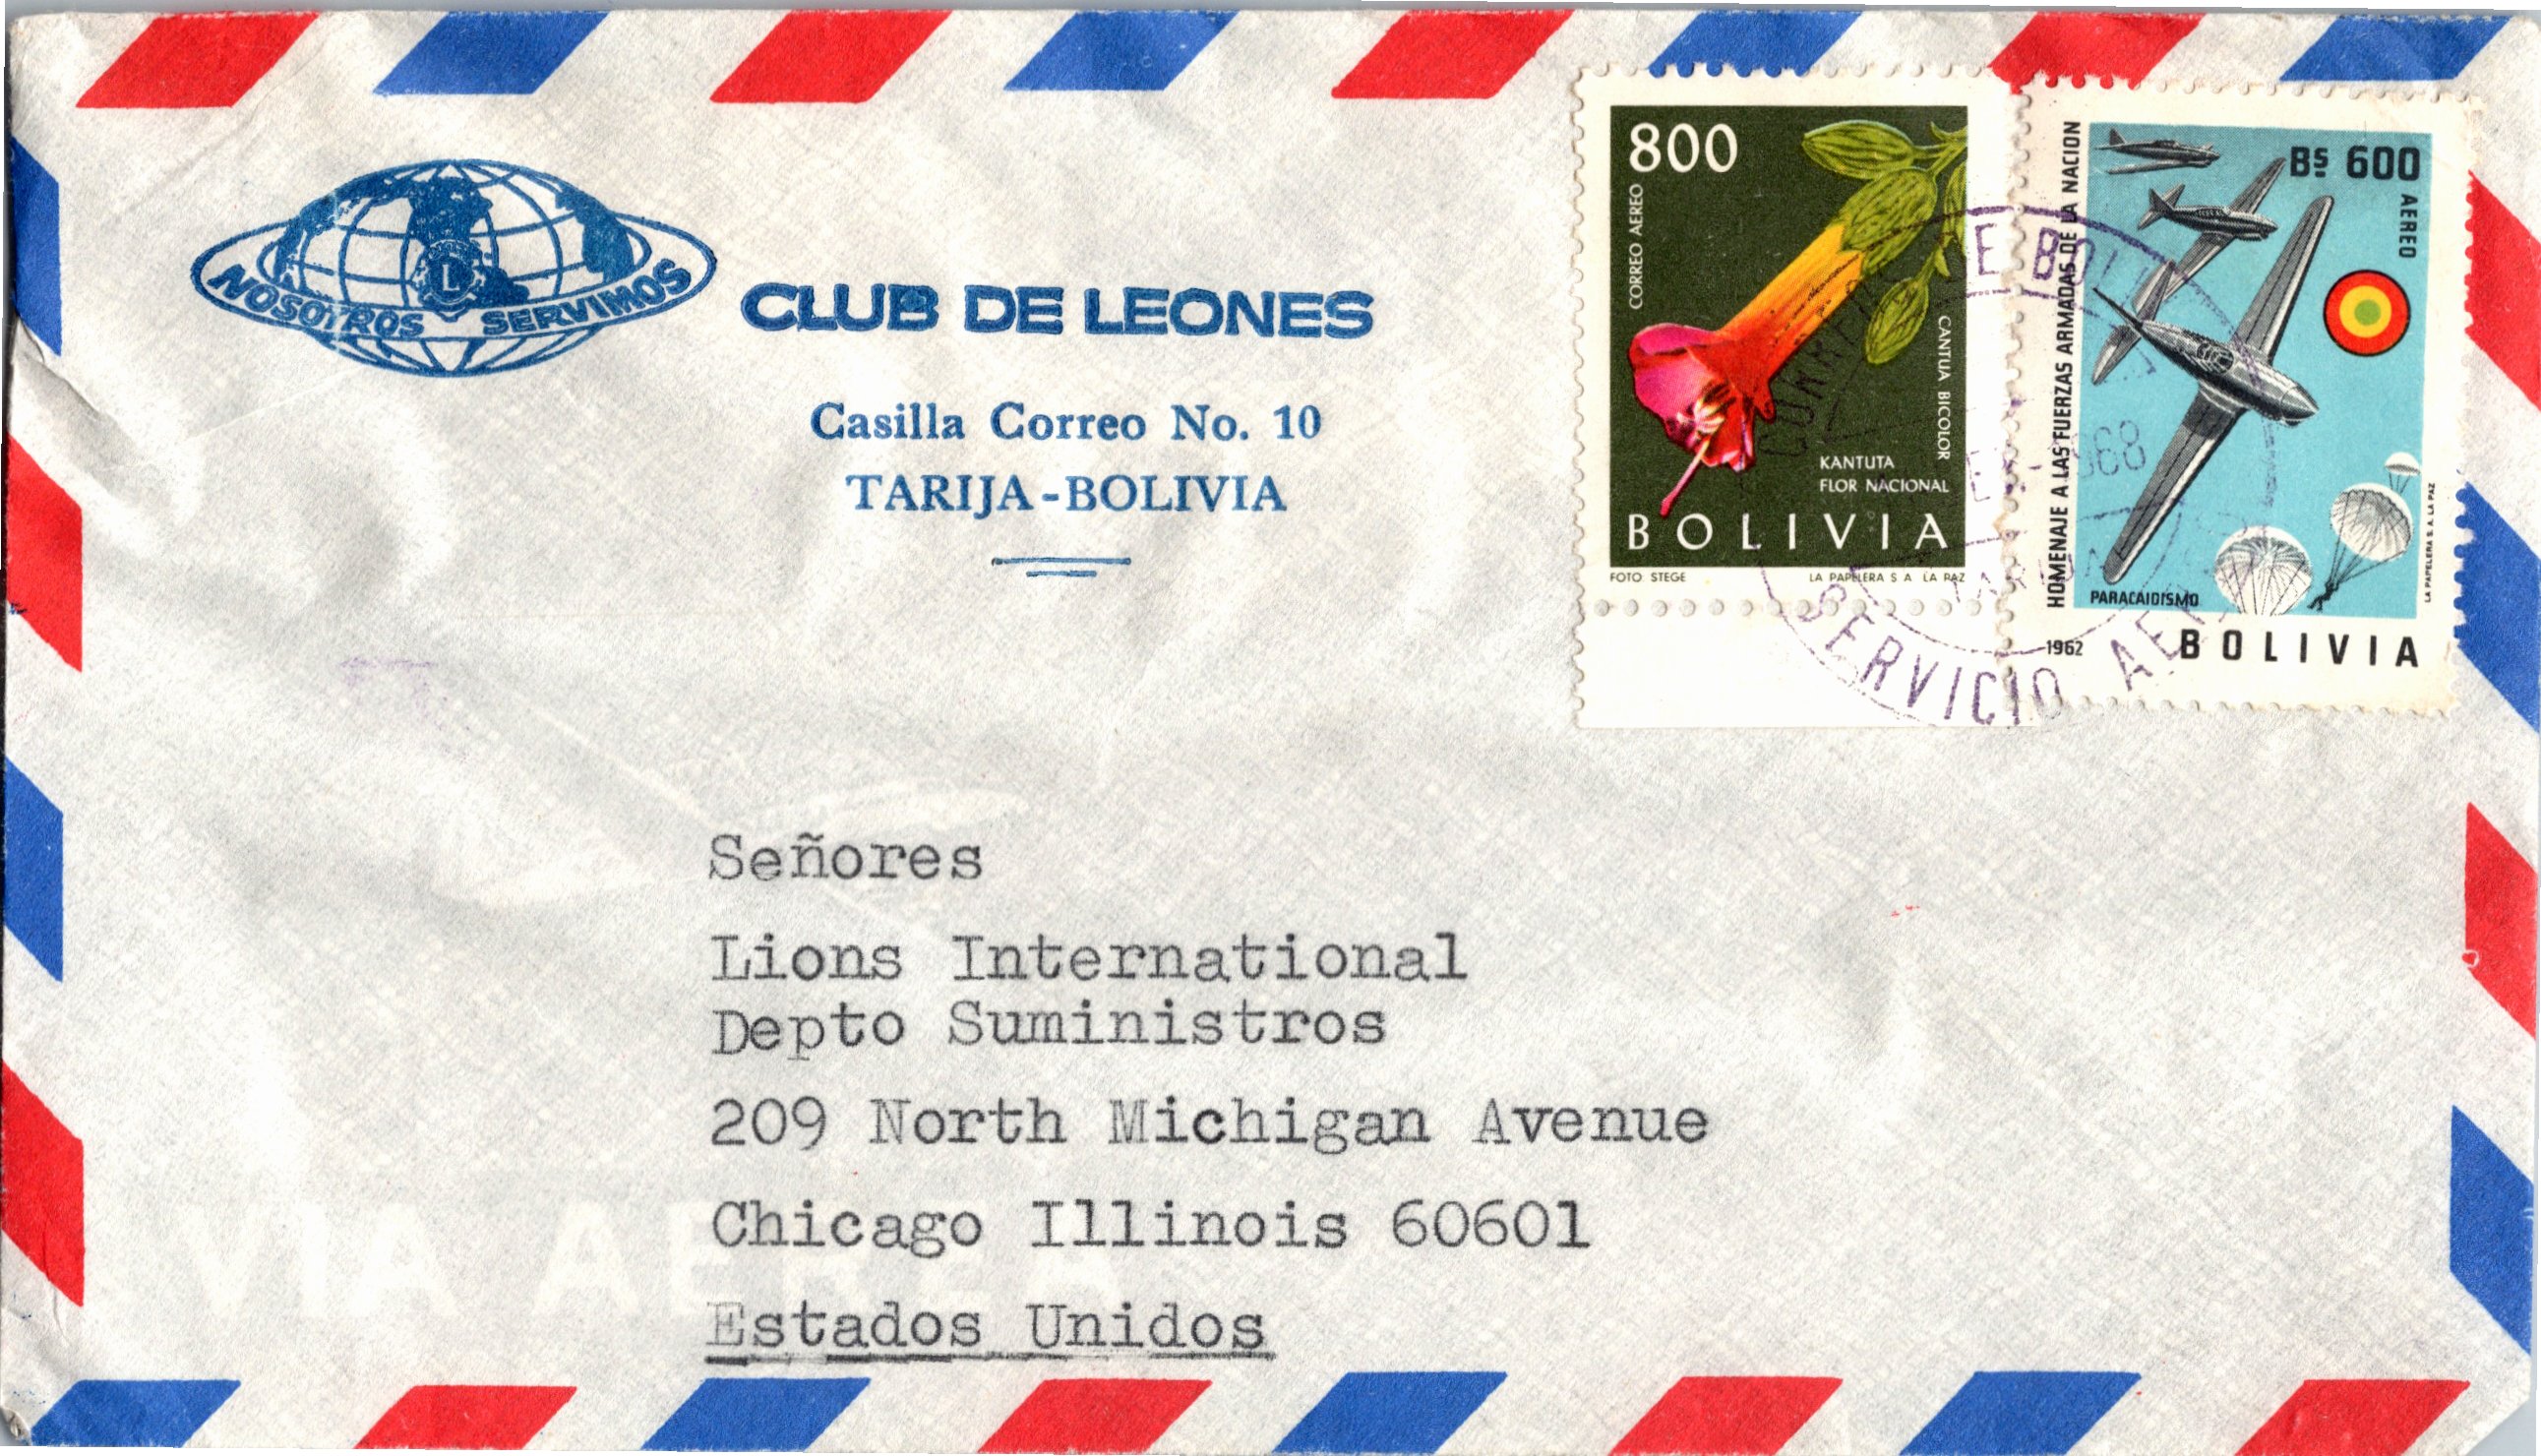 NOSOTROS SERVIMOS
L
CLUB DE LEONES
Casilla Correo No. 10
TARIJA-BOLIVIA
800
CORREO AEREO
CANTUA BICOLOR
KANTUTA
FLOR NACIONAL
BOLIVIA
FOTO STEGE
LA PAPELERA S A LA PAZ
HOMENAJE A LAS FUERZAS ARMADAS DE LA NACION
Bs 600
AEREO
PARACAIDISMO
LA PAPELERA S. A. LA PAZ
1962
BOLIVIA
SERVICIO
Señores
Lions International
Depto Suministros
209 North Michigan Avenue
Chicago Illinois 60601
Estados Unidos
VIA AEREA